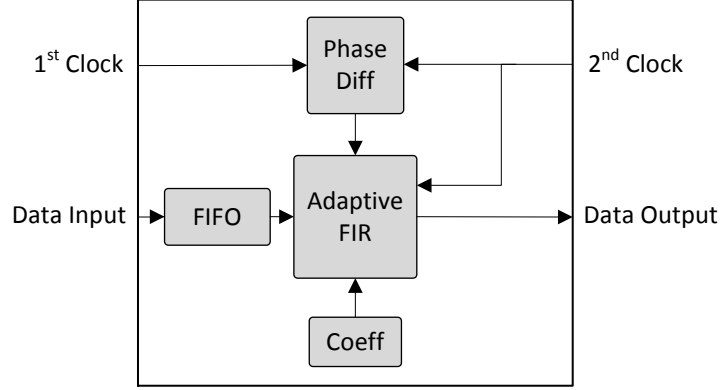 Phase
Diff
1st Clock
2nd Clock
Data Input
FIFO
Adaptive
FIR
Data Output
Coeff